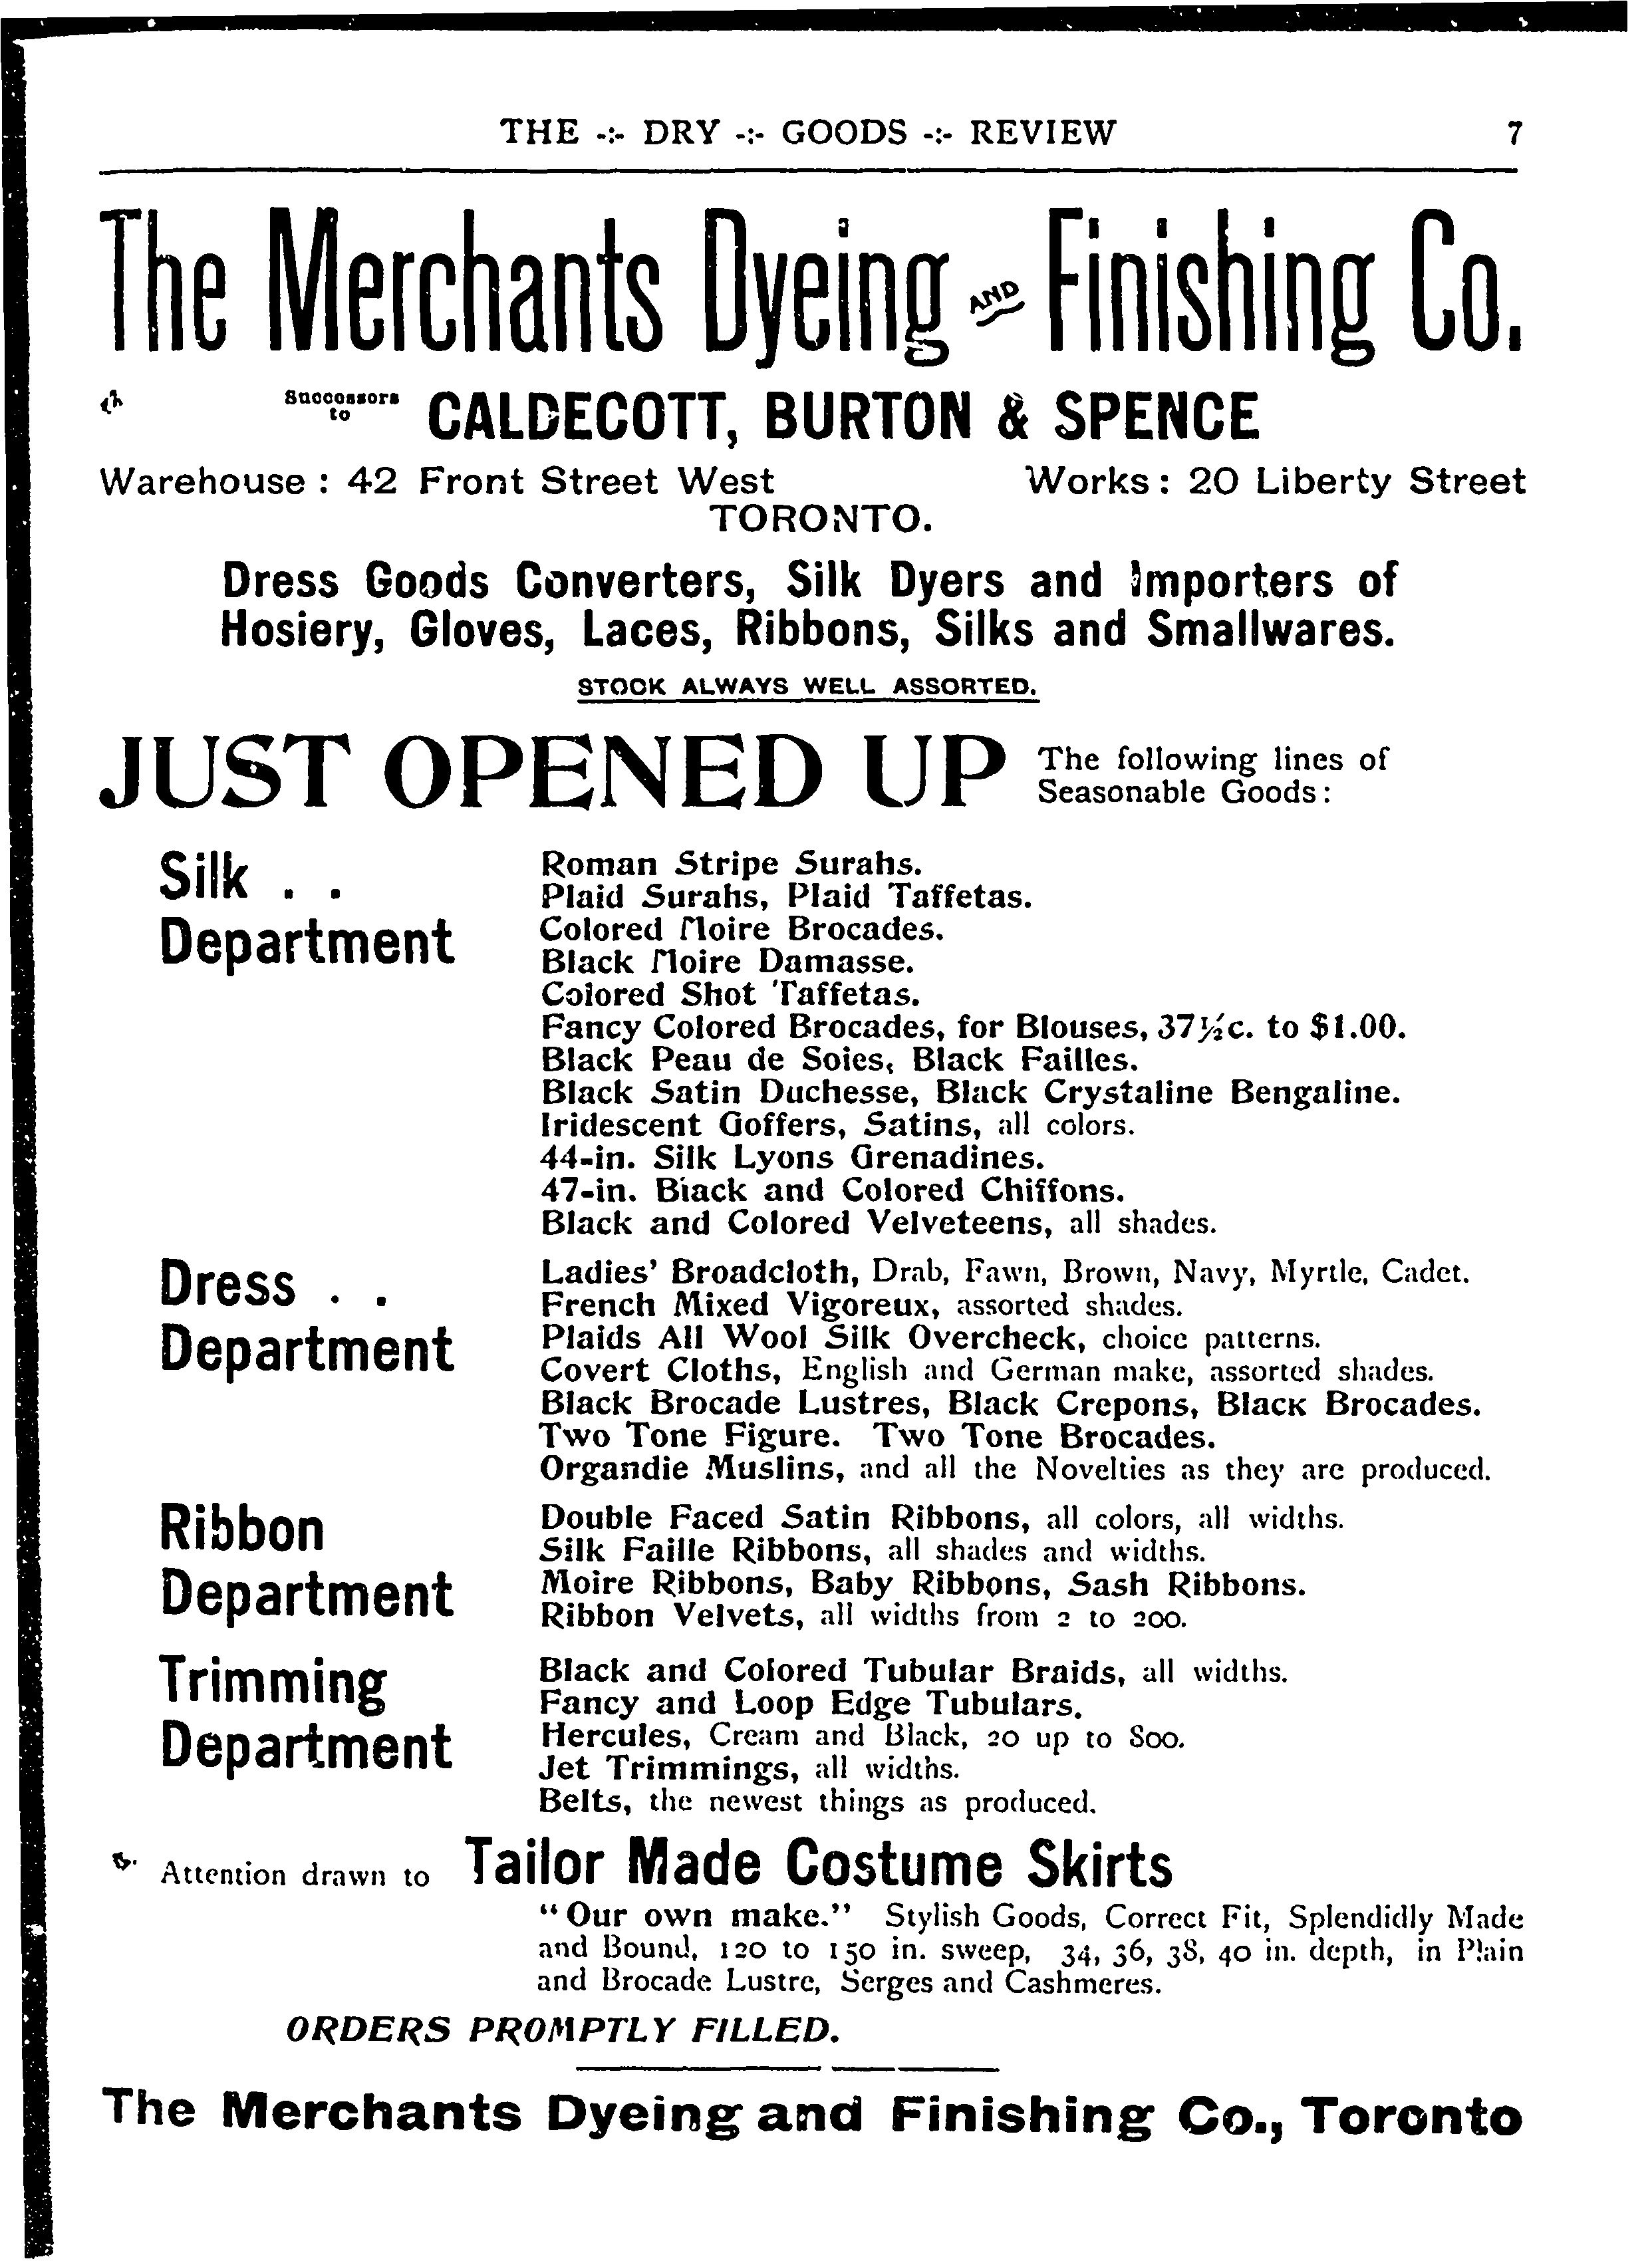 THE -:- DRY -:- GOODS -:- REVIEW 7
The Merchants Dyeing AND Finishing Co.
Successors to CALDECOTT, BURTON & SPENCE
Warehouse : 42 Front Street West Works : 20 Liberty Street
TORONTO.
Dress Goods Converters, Silk Dyers and Importers of
Hosiery, Gloves, Laces, Ribbons, Silks and Smallwares.
STOCK ALWAYS WELL ASSORTED.
JUST OPENED UP The following lines of
Seasonable Goods:
Silk . .
Department
Roman Stripe Surahs.
Plaid Surahs, Plaid Taffetas.
Colored Moire Brocades.
Black Moire Damasse.
Colored Shot Taffetas.
Fancy Colored Brocades, for Blouses, 37½c. to $1.00.
Black Peau de Soies, Black Failles.
Black Satin Duchesse, Black Crystaline Bengaline.
Iridescent Goffers, Satins, all colors.
44-in. Silk Lyons Grenadines.
47-in. Black and Colored Chiffons.
Black and Colored Velveteens, all shades.
Dress . .
Department
Ladies' Broadcloth, Drab, Fawn, Brown, Navy, Myrtle, Cadet.
French Mixed Vigoreux, assorted shades.
Plaids All Wool Silk Overcheck, choice patterns.
Covert Cloths, English and German make, assorted shades.
Black Brocade Lustres, Black Crepons, Black Brocades.
Two Tone Figure. Two Tone Brocades.
Organdie Muslins, and all the Novelties as they are produced.
Ribbon
Department
Double Faced Satin Ribbons, all colors, all widths.
Silk Faille Ribbons, all shades and widths.
Moire Ribbons, Baby Ribbons, Sash Ribbons.
Ribbon Velvets, all widths from 2 to 200.
Trimming
Department
Black and Colored Tubular Braids, all widths.
Fancy and Loop Edge Tubulars.
Hercules, Cream and Black, 20 up to 800.
Jet Trimmings, all widths.
Belts, the newest things as produced.
Attention drawn to Tailor Made Costume Skirts
"Our own make." Stylish Goods, Correct Fit, Splendidly Made
and Bound, 120 to 150 in. sweep, 34, 36, 38, 40 in. depth, in Plain
and Brocade Lustre, Serges and Cashmeres.
ORDERS PROMPTLY FILLED.
The Merchants Dyeing and Finishing Co., Toronto